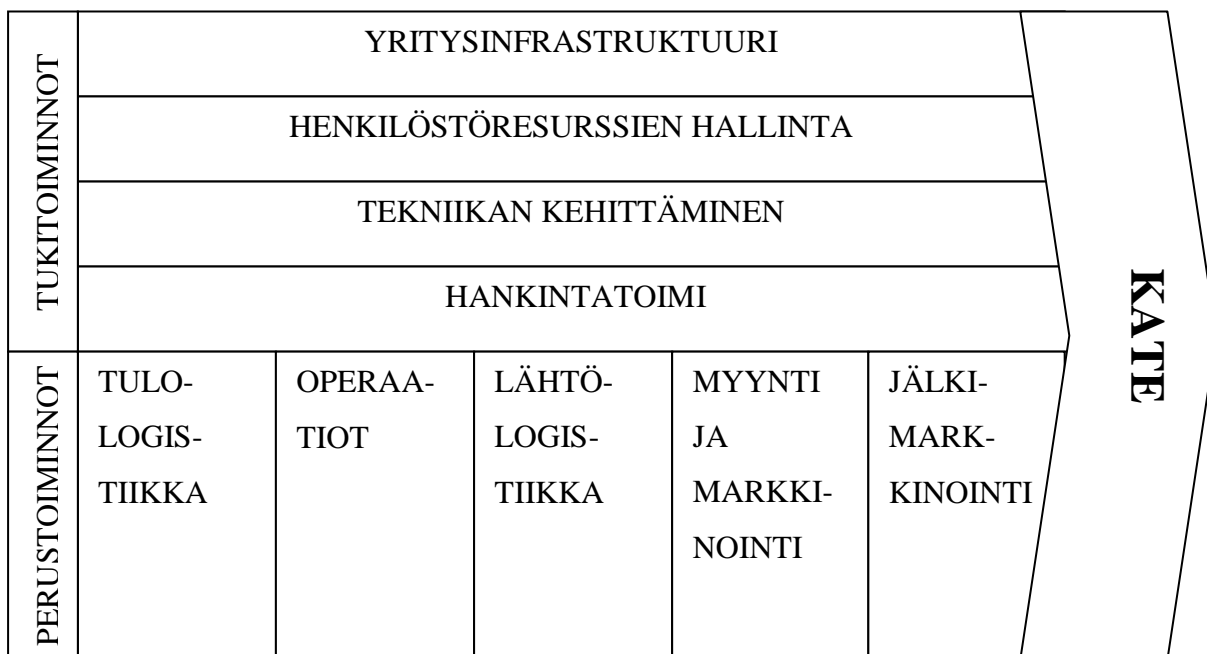 TUKITOIMINNOT
YRITYSINFRASTRUKTUURI
HENKILÖSTÖRESURSSIEN HALLINTA
TEKNIIKAN KEHITTÄMINEN
HANKINTATOIMI
PERUSTOIMINNOT
TULO-
LOGIS-
TIIKKA
OPERAA-
TIOT
LÄHTÖ-
LOGIS-
TIIKKA
MYYNTI
JA
MARKKI-
NOINTI
JÄLKI-
MARK-
KINOINTI
KATE